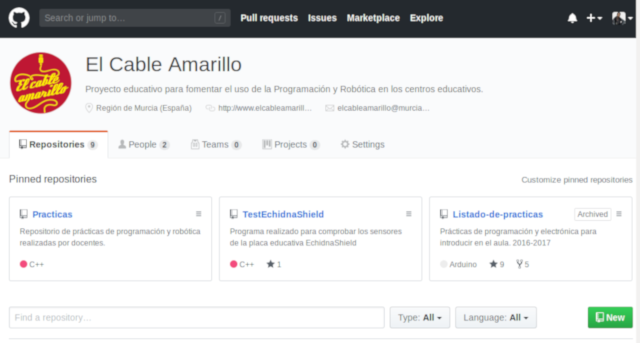 Search or jump to...
/
Pull requests
Issues
Marketplace
Explore
El Cable Amarillo
El cable
amarillo
Proyecto educativo para fomentar el uso de la Programación y Robótica en los centros educativos.
Región de Murcia (España)
http://www.elcableamarill...
elcableamarillo@murcia...
Repositories 9
People 2
Teams 0
Projects 0
Settings
Pinned repositories
Customize pinned repositories
Practicas
Repositorio de prácticas de programación y robótica
realizadas por docentes.
C++
TestEchidnaShield
Programa realizado para comprobar los sensores
de la placa educativa EchidnaShield
C++
1
Listado-de-practicas
Archived
Prácticas de programación y electrónica para
introducir en el aula. 2016-2017
Arduino
9
5
Find a repository...
Type: All
Language: All
New